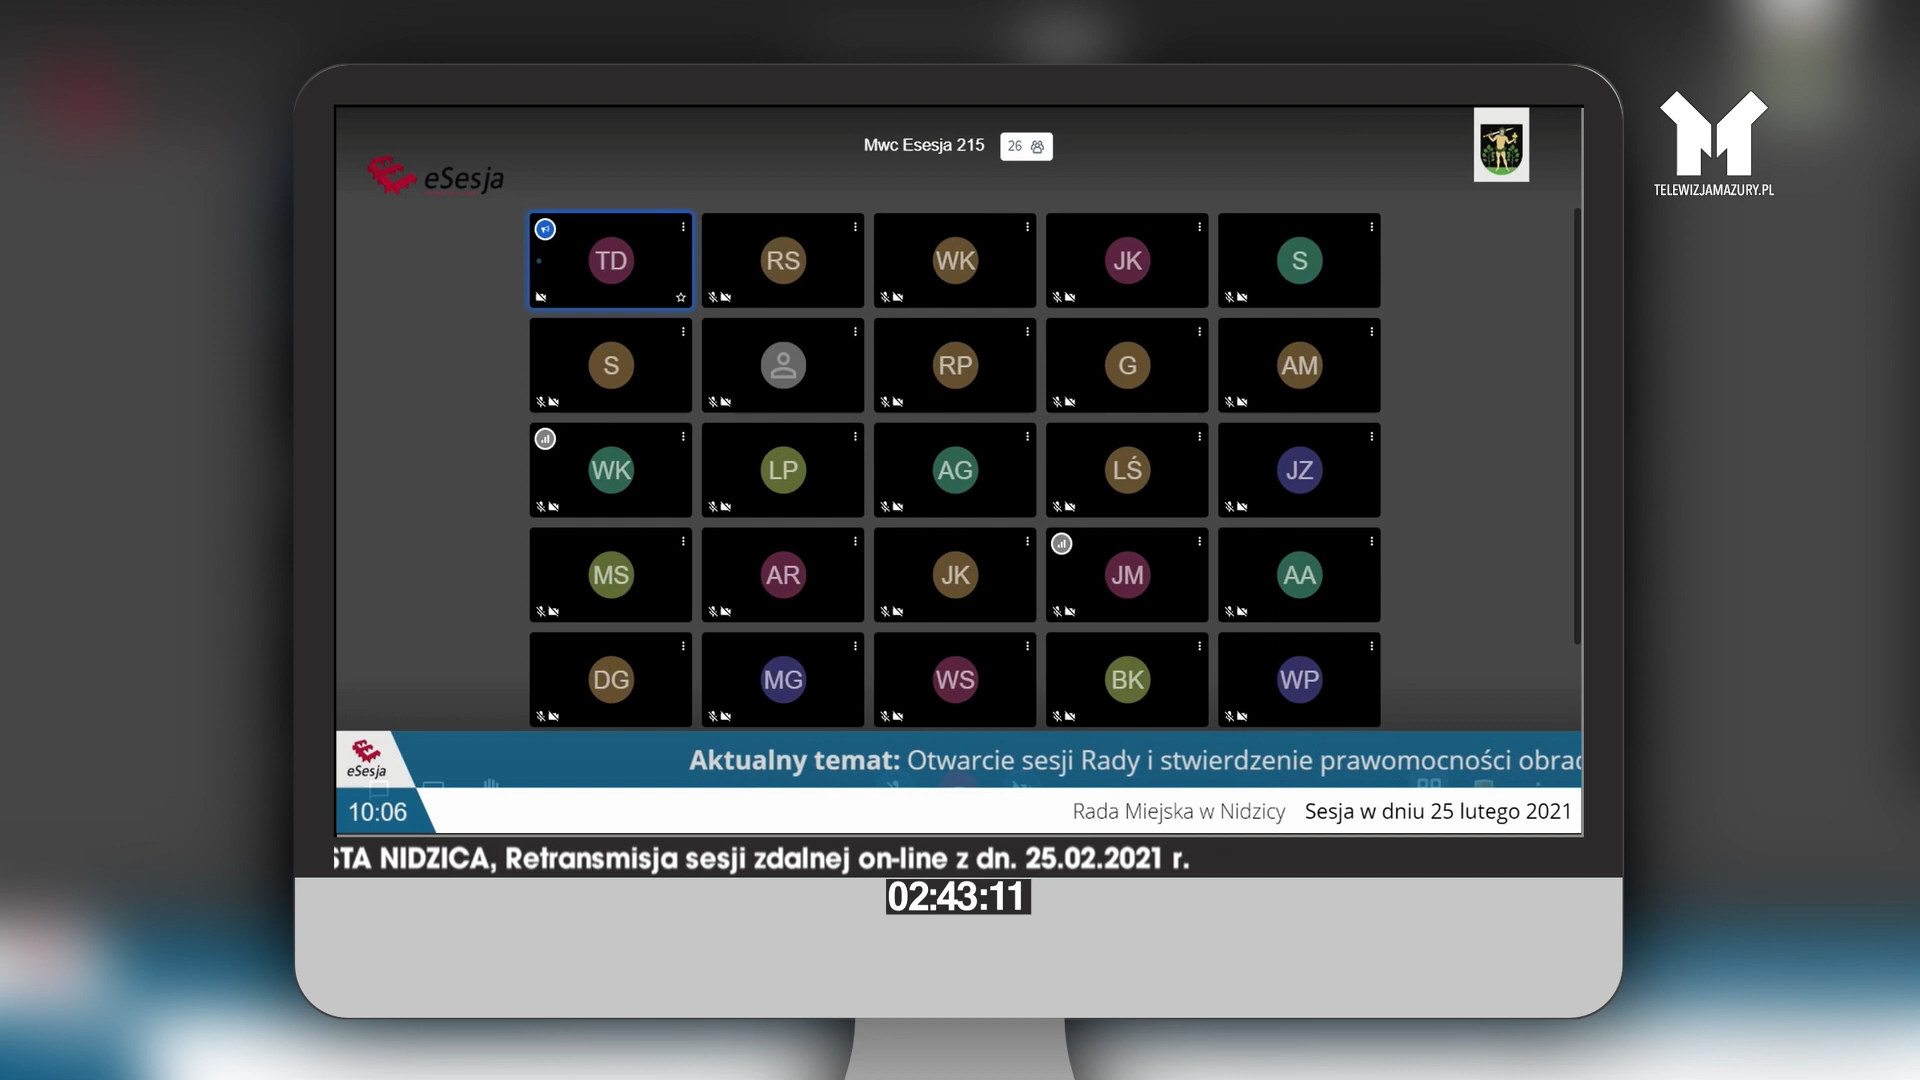 Mwc Esesja 215 26
eSesja
TELEWIZJAMAZURY.PL
TD RS WK JK S
S RP G AM
WK LP AG LŚ JZ
MS AR JK JM AA
DG MG WS BK WP
eSesja
Aktualny temat: Otwarcie sesji Rady i stwierdzenie prawomocności obrad
10:06
Rada Miejska w Nidzicy Sesja w dniu 25 lutego 2021
STA NIDZICA, Retransmisja sesji zdalnej on-line z dn. 25.02.2021 r.
02:43:11